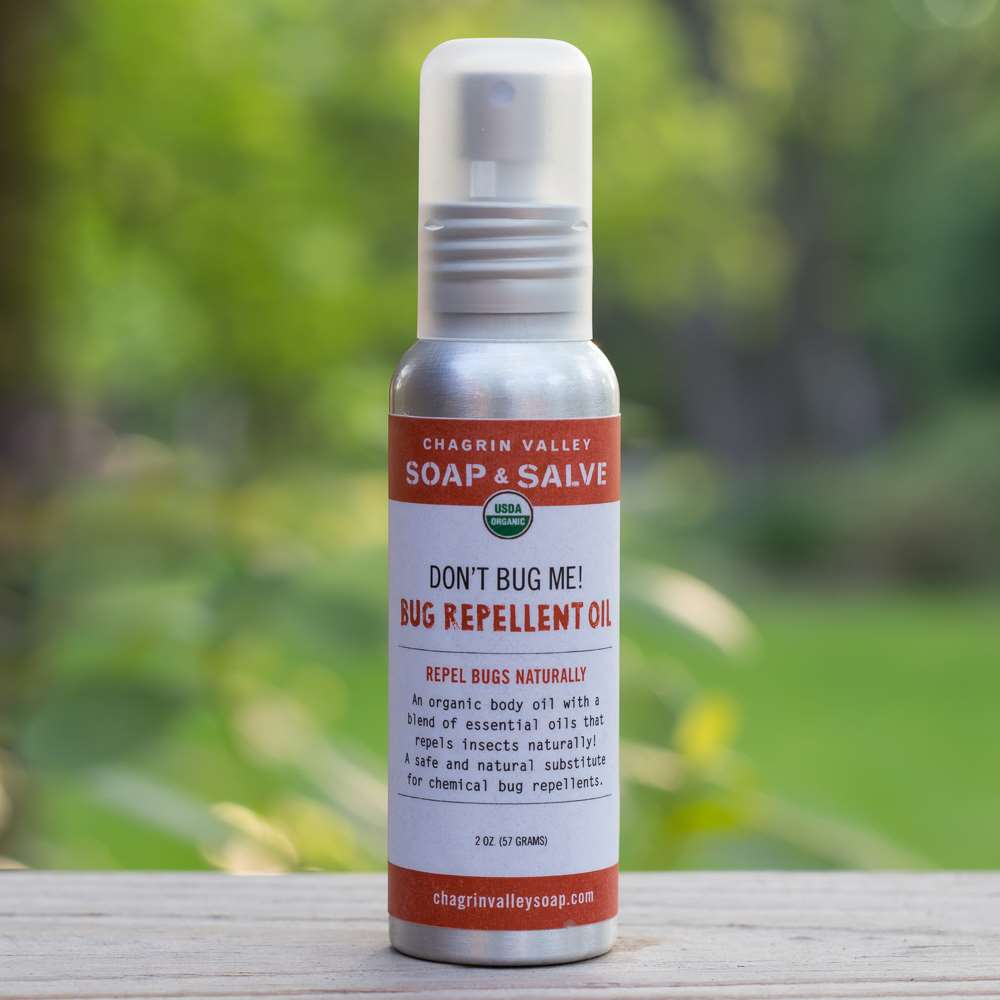 CHAGRIN VALLEY
SOAP & SALVE
USDA
ORGANIC
DON'T BUG ME!
BUG REPELLENT OIL
REPEL BUGS NATURALLY
An organic body oil with a
blend of essential oils that
repels insects naturally!
A safe and natural substitute
for chemical bug repellents.
2 OZ. (57 GRAMS)
chagrinvalleysoap.com